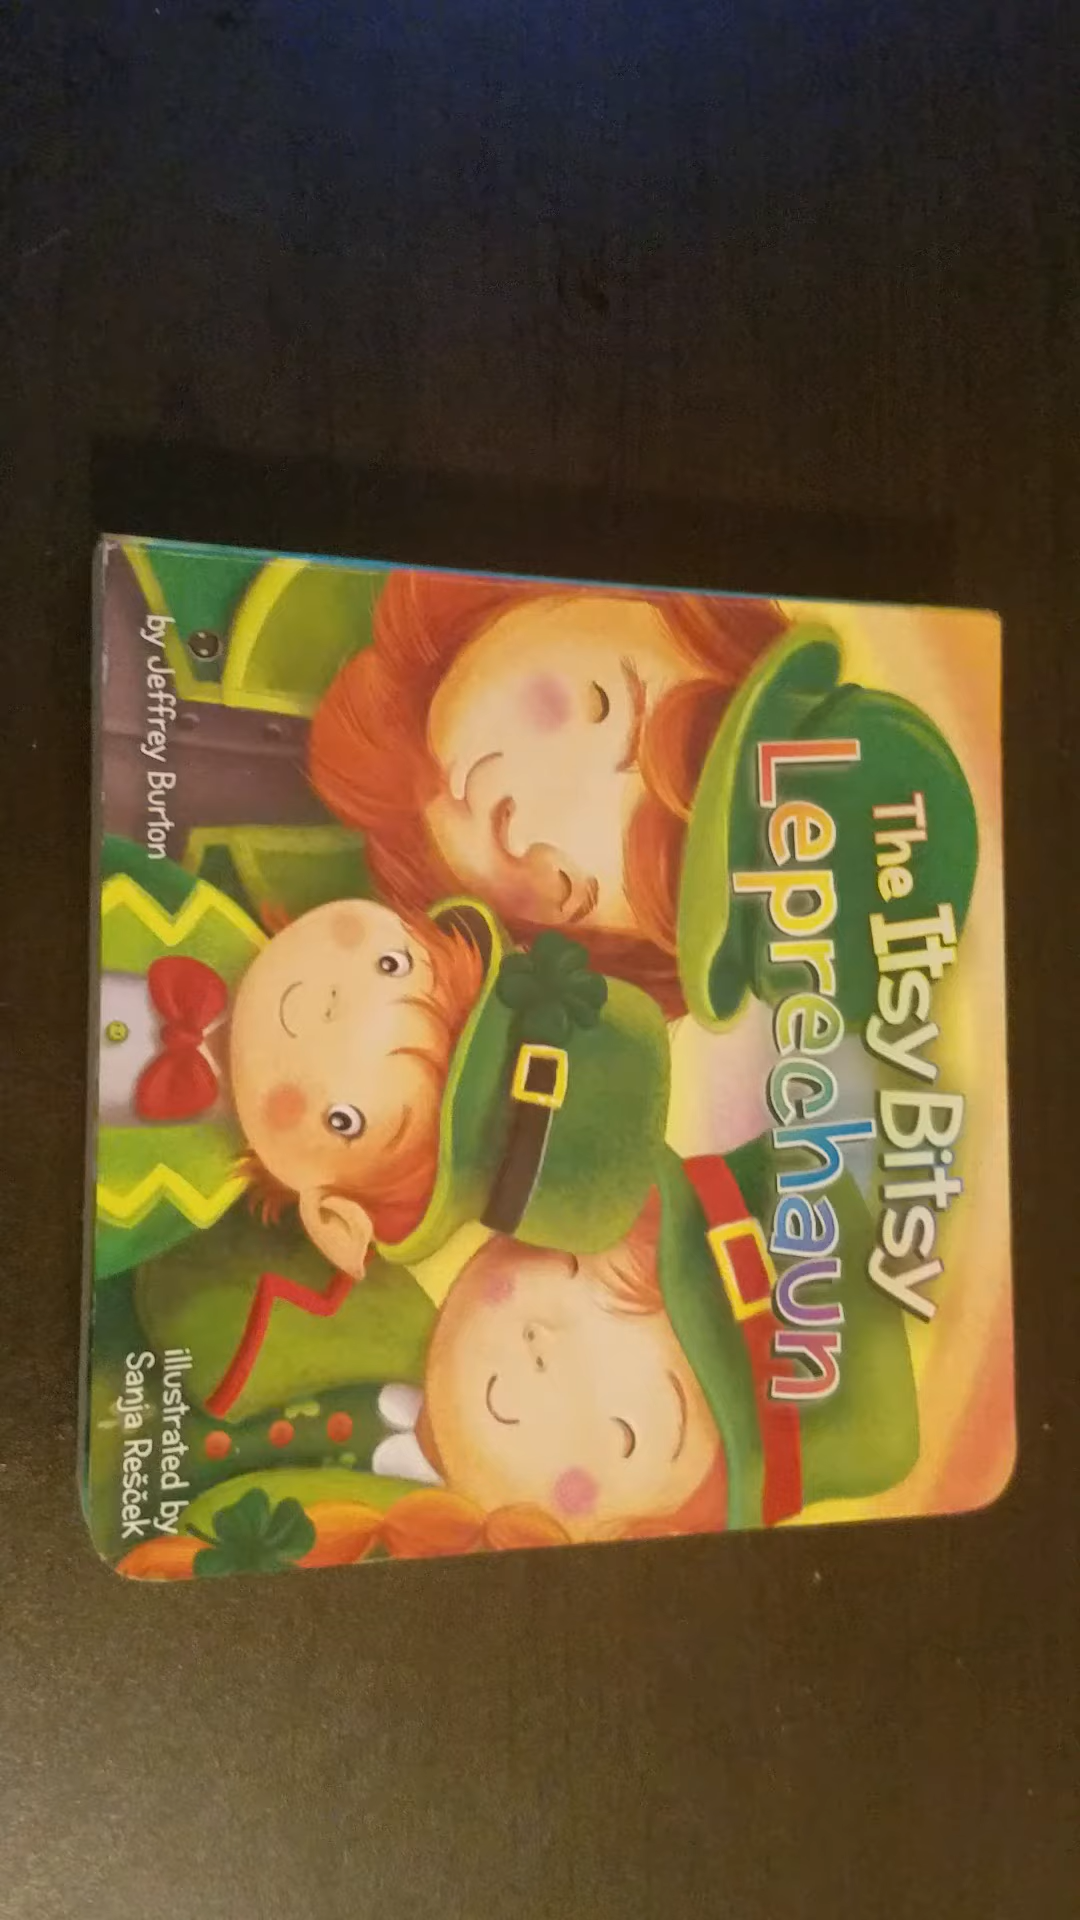 The Itsy Bitsy
Leprechaun
by Jeffrey Burton
illustrated by
Sanja Rešček